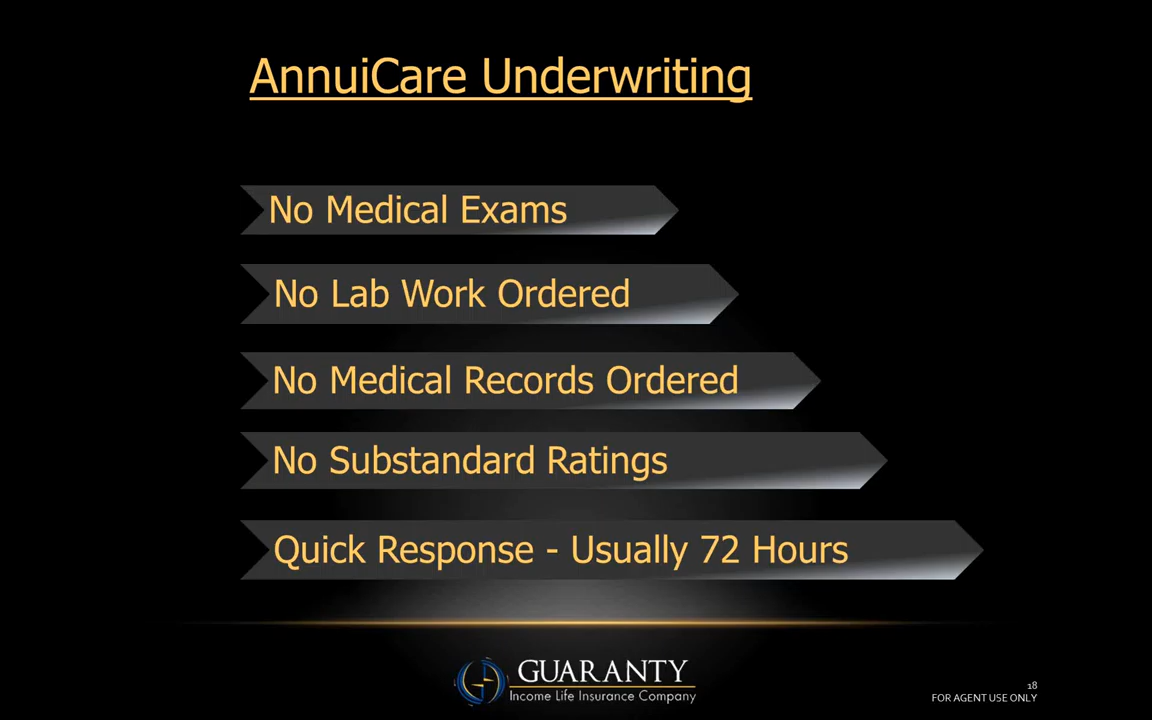 AnnuiCare Underwriting
No Medical Exams
No Lab Work Ordered
No Medical Records Ordered
No Substandard Ratings
Quick Response - Usually 72 Hours
GUARANTY
Income Life Insurance Company
18
FOR AGENT USE ONLY